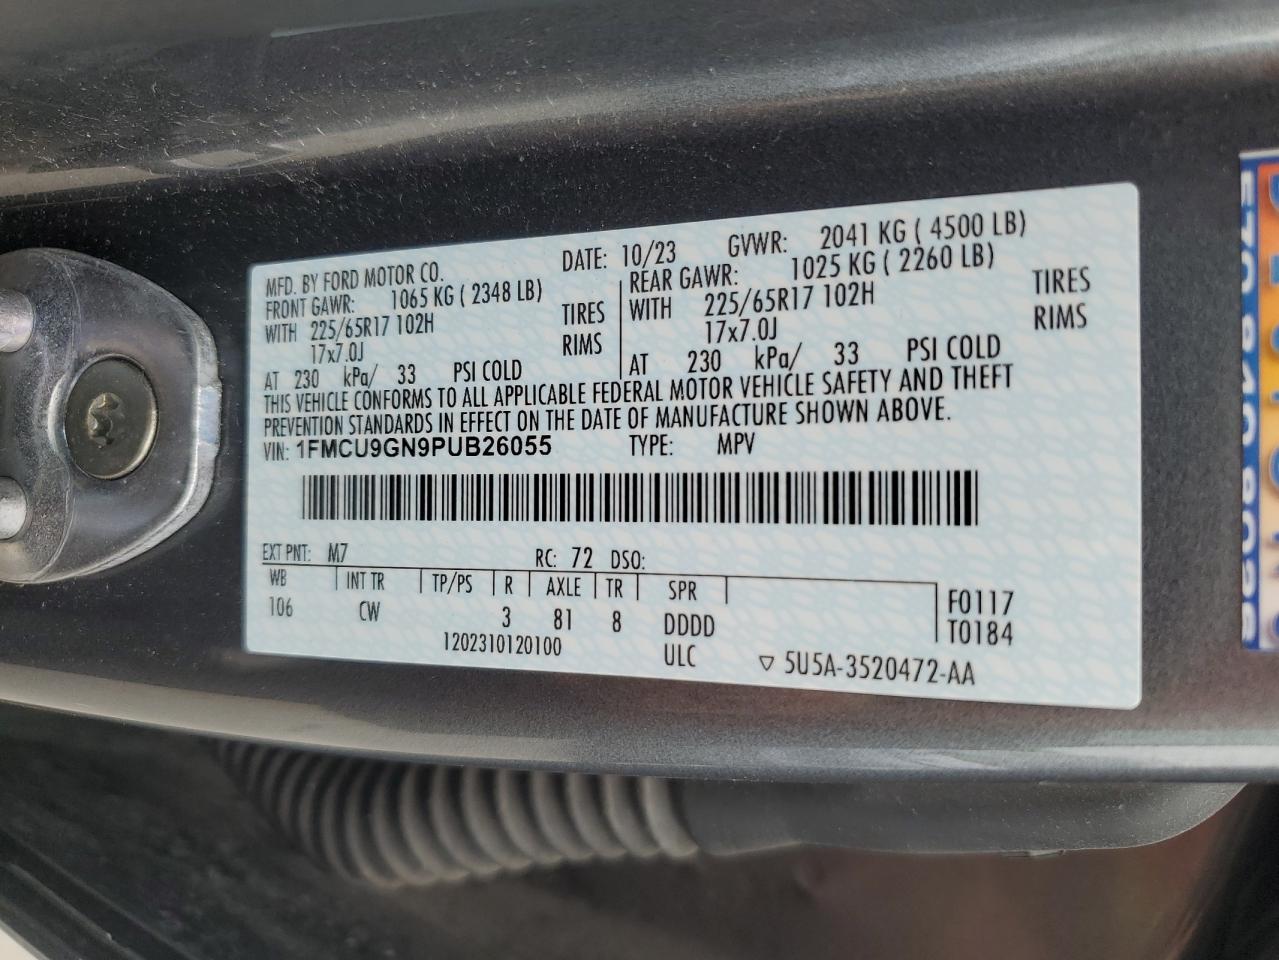 MFD. BY FORD MOTOR CO. DATE: 10/23 GVWR: 2041 KG ( 4500 LB)
FRONT GAWR: 1065 KG ( 2348 LB) REAR GAWR: 1025 KG ( 2260 LB)
WITH 225/65R17 102H TIRES WITH 225/65R17 102H TIRES
17x7.0J RIMS 17x7.0J RIMS
AT 230 kPa/ 33 PSI COLD AT 230 kPa/ 33 PSI COLD
THIS VEHICLE CONFORMS TO ALL APPLICABLE FEDERAL MOTOR VEHICLE SAFETY AND THEFT
PREVENTION STANDARDS IN EFFECT ON THE DATE OF MANUFACTURE SHOWN ABOVE.
VIN: 1FMCU9GN9PUB26055 TYPE: MPV
EXT PNT: M7 RC: 72 DSO:
WB INT TR TP/PS R AXLE TR SPR
106 CW 3 81 8 DDDD F0117
T0184
1202310120100 ULC ▽ 5U5A-3520472-AA